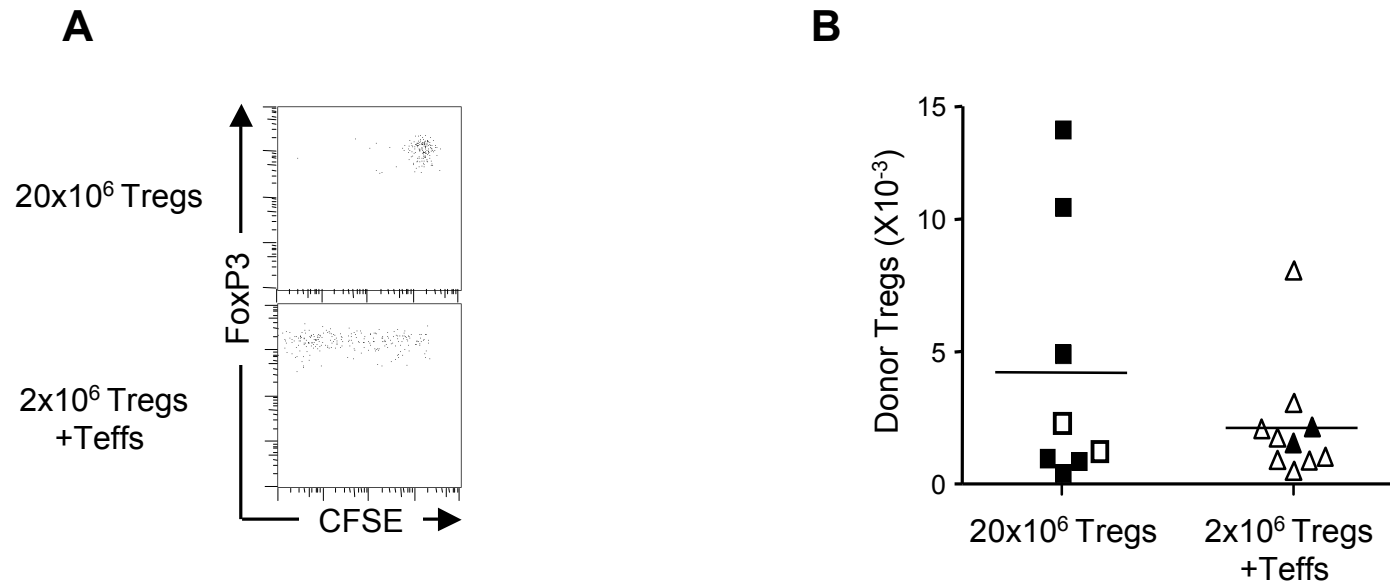 A
20x10⁶ Tregs
2x10⁶ Tregs
+Teffs
FoxP3
CFSE
B
Donor Tregs (X10⁻³)
15
10
5
0
20x10⁶ Tregs
2x10⁶ Tregs
+Teffs